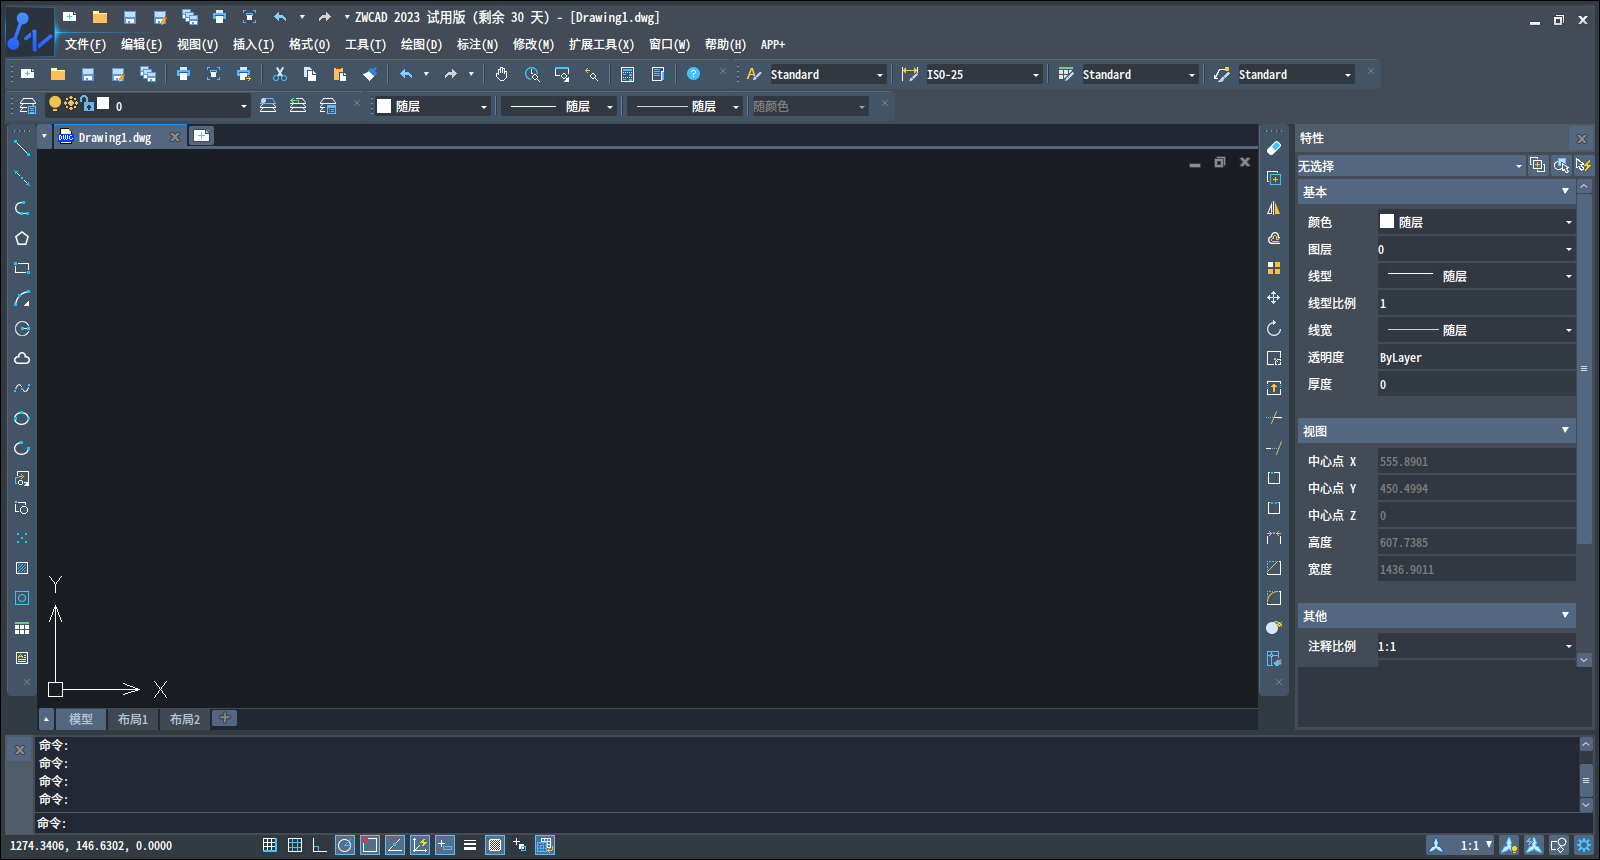 ZWCAD 2023 试用版 (剩余 30 天) - [Drawing1.dwg]
文件(F) 编辑(E) 视图(V) 插入(I) 格式(O) 工具(T) 绘图(D) 标注(N) 修改(M) 扩展工具(X) 窗口(W) 帮助(H) APP+
Standard ISO-25 Standard Standard
0 随层 随层 随层 随颜色
Drawing1.dwg
特性
无选择
基本
颜色 随层
图层 0
线型 随层
线型比例 1
线宽 随层
透明度 ByLayer
厚度 0
视图
中心点 X 555.8901
中心点 Y 450.4994
中心点 Z 0
高度 607.7385
宽度 1436.9011
其他
注释比例 1:1
Y
X
模型 布局1 布局2
命令:
命令:
命令:
命令:
命令:
1274.3406, 146.6302, 0.0000
1:1